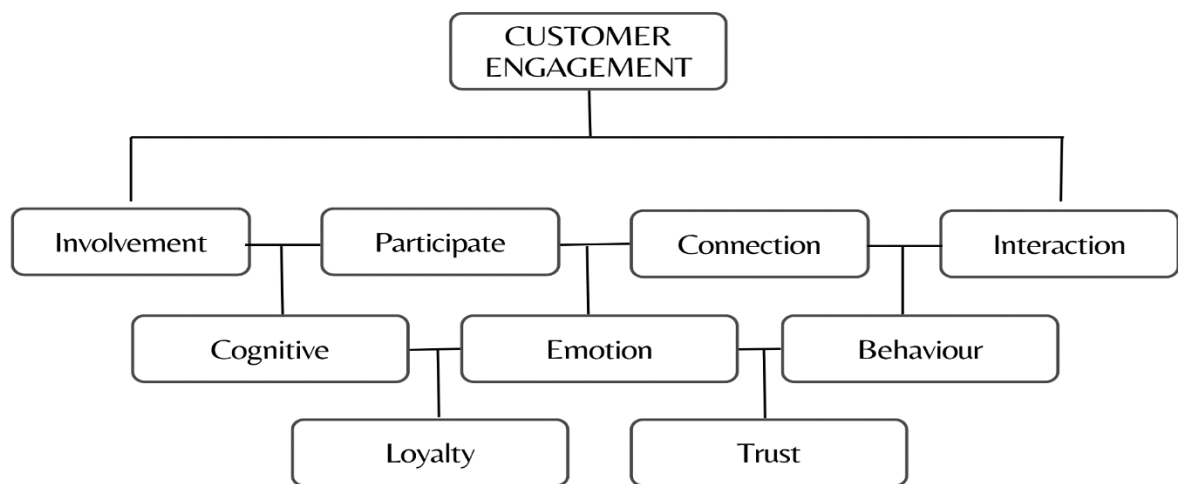 CUSTOMER
ENGAGEMENT
Involvement
Participate
Connection
Interaction
Cognitive
Emotion
Behaviour
Loyalty
Trust